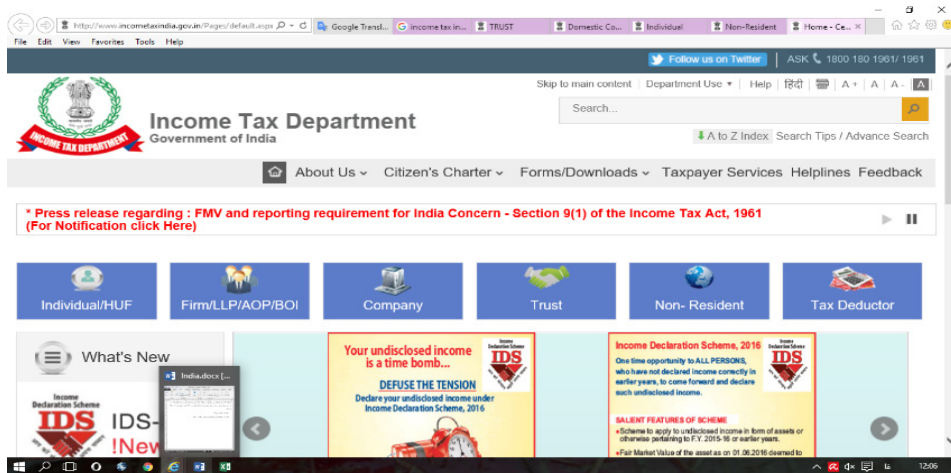 http://www.incometaxindia.gov.in/Pages/default.aspx
Google Transl...
income tax in...
TRUST
Domestic Co...
Individual
Non-Resident
Home - Ce...
File Edit View Favorites Tools Help
Follow us on Twitter
ASK 1800 180 1961/ 1961
Skip to main content Department Use Help हिंदी A + A A - A
INCOME TAX DEPARTMENT
Income Tax Department
Government of India
Search...
A to Z Index Search Tips / Advance Search
About Us Citizen's Charter Forms/Downloads Taxpayer Services Helplines Feedback
* Press release regarding : FMV and reporting requirement for India Concern - Section 9(1) of the Income Tax Act, 1961
(For Notification click Here)
Individual/HUF Firm/LLP/AOP/BOI Company Trust Non- Resident Tax Deductor
What's New
India.docx [...
Income
Declaration Scheme
IDS
IDS-
!New
Your undisclosed income
is a time bomb...
Income
Declaration Scheme
IDS
DEFUSE THE TENSION
Declare your undisclosed income under
Income Declaration Scheme, 2016
Income Declaration Scheme, 2016
Income
Declaration Scheme
IDS
One time opportunity to ALL PERSONS,
who have not declared income correctly in
earlier years, to come forward and declare
such undisclosed income.
SALIENT FEATURES OF SCHEME
•Scheme to apply to undisclosed income in form of assets or
otherwise pertaining to F.Y. 2015-16 or earlier years.
•Fair Market Value of the asset as on 01.06.2016 deemed to
12:06